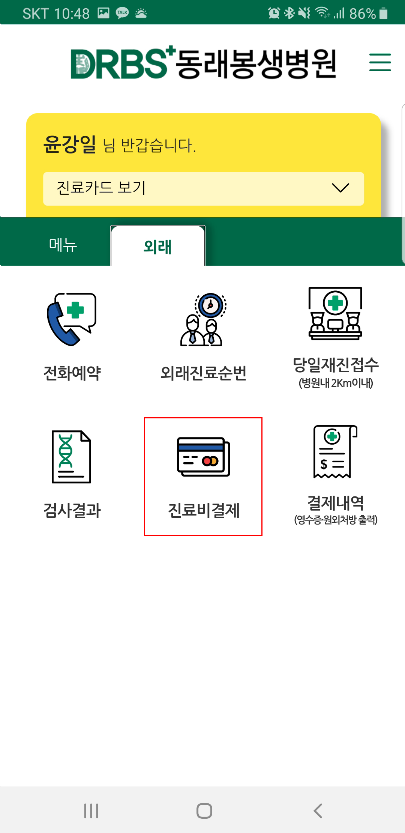 SKT 10:48 86%
DRBS+동래봉생병원
윤강일 님 반갑습니다.
진료카드 보기
메뉴 외래
전화예약 외래진료순번 당일재진접수
(병원내 2Km이내)
검사결과 진료비결제 결제내역
(영수증·원외처방 출력)